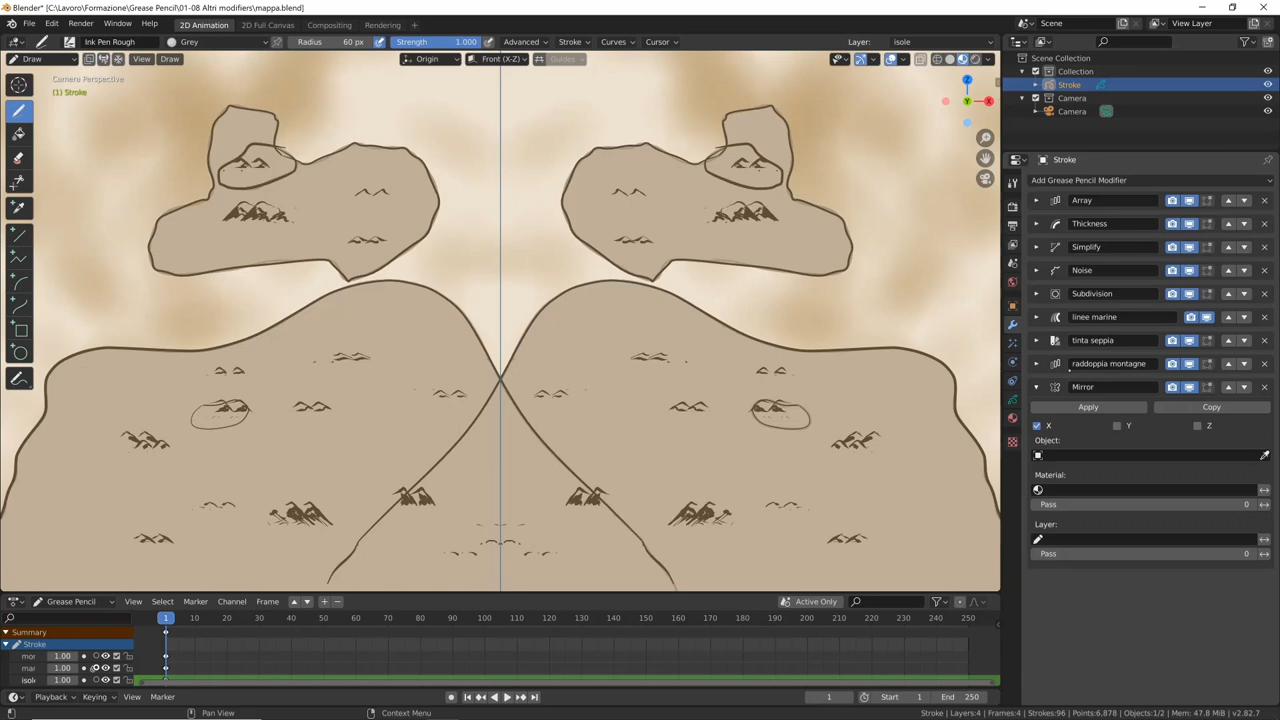 Blender* [C:\Lavoro\Formazione\Grease Pencil\01-08 Altri modifiers\mappa.blend]
File Edit Render Window Help 2D Animation 2D Full Canvas Compositing Rendering Scene View Layer
Ink Pen Rough Grey Radius 60 px Strength 1.000 Advanced Stroke Curves Cursor Layer: isole
Draw View Draw Origin Front (X-Z) Guides
Scene Collection
Collection
Stroke
Camera
Camera
Camera Perspective
(1) Stroke
Z
Y
X
Stroke
Add Grease Pencil Modifier
Array
Thickness
Simplify
Noise
Subdivision
linee marine
tinta seppia
raddoppia montagne
Mirror
Apply Copy
X Y Z
Object:
Material:
Pass 0
Layer:
Pass 0
Grease Pencil View Select Marker Channel Frame Active Only
1 10 20 30 40 50 60 70 80 90 100 110 120 130 140 150 160 170 180 190 200 210 220 230 240 250
Summary
Stroke
mor 1.00
mar 1.00
isole 1.00
Playback Keying View Marker 1 Start 1 End 250
Pan View Context Menu Stroke | Layers:4 | Frames:4 | Strokes:96 | Points:6,878 | Objects:1/2 | Mem: 47.8 MiB | v2.82.7